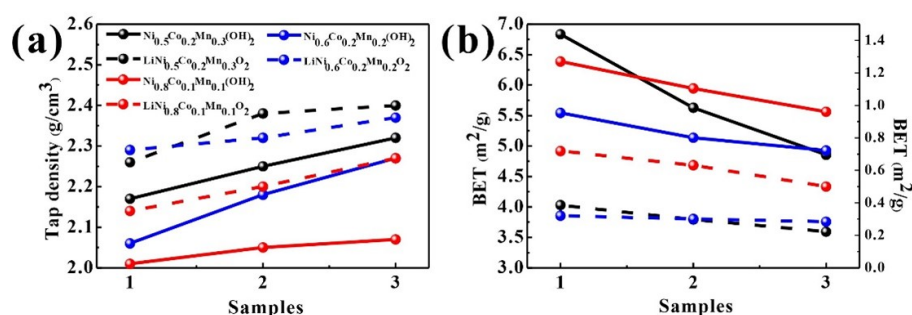 (a)
Tap density (g/cm³)
2.6
2.5
2.4
2.3
2.2
2.1
2.0
Ni₀.₅Co₀.₂Mn₀.₃(OH)₂
LiNi₀.₅Co₀.₂Mn₀.₃O₂
Ni₀.₈Co₀.₁Mn₀.₁(OH)₂
LiNi₀.₈Co₀.₁Mn₀.₁O₂
Ni₀.₆Co₀.₂Mn₀.₂(OH)₂
LiNi₀.₆Co₀.₂Mn₀.₂O₂
1 2 3
Samples
(b)
BET (m²/g)
7.0
6.5
6.0
5.5
5.0
4.5
4.0
3.5
3.0
1 2 3
Samples
1.4
1.2
1.0
0.8
0.6
0.4
0.2
0.0
BET (m²/g)